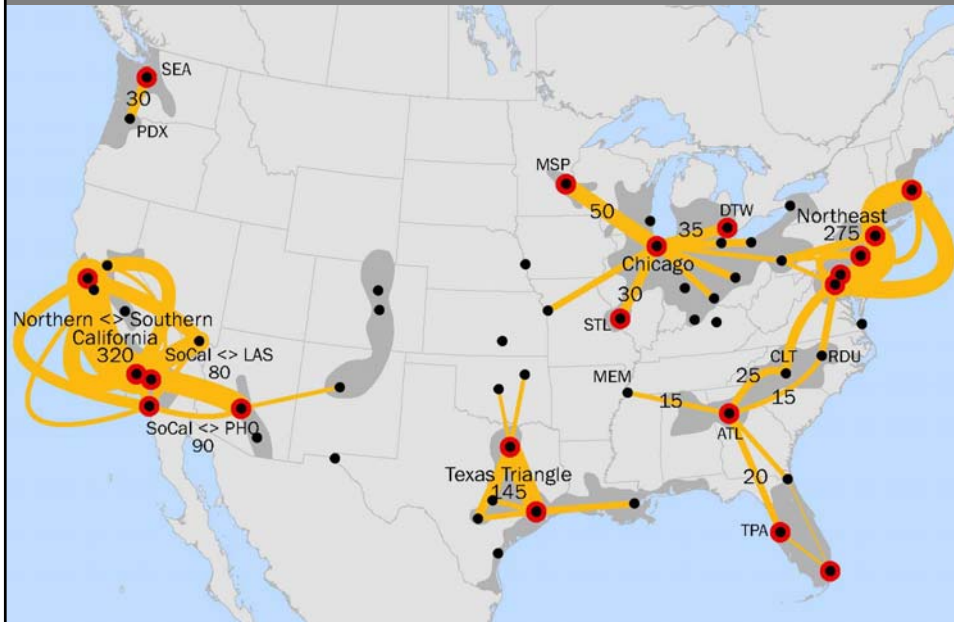 SEA
30
PDX
MSP
50
DTW
35
Northeast
275
Chicago
30
STL
Northern <> Southern
California
320
SoCal <> LAS
80
SoCal <> PHO
90
MEM
15
CLT
RDU
25
15
ATL
20
TPA
Texas Triangle
145